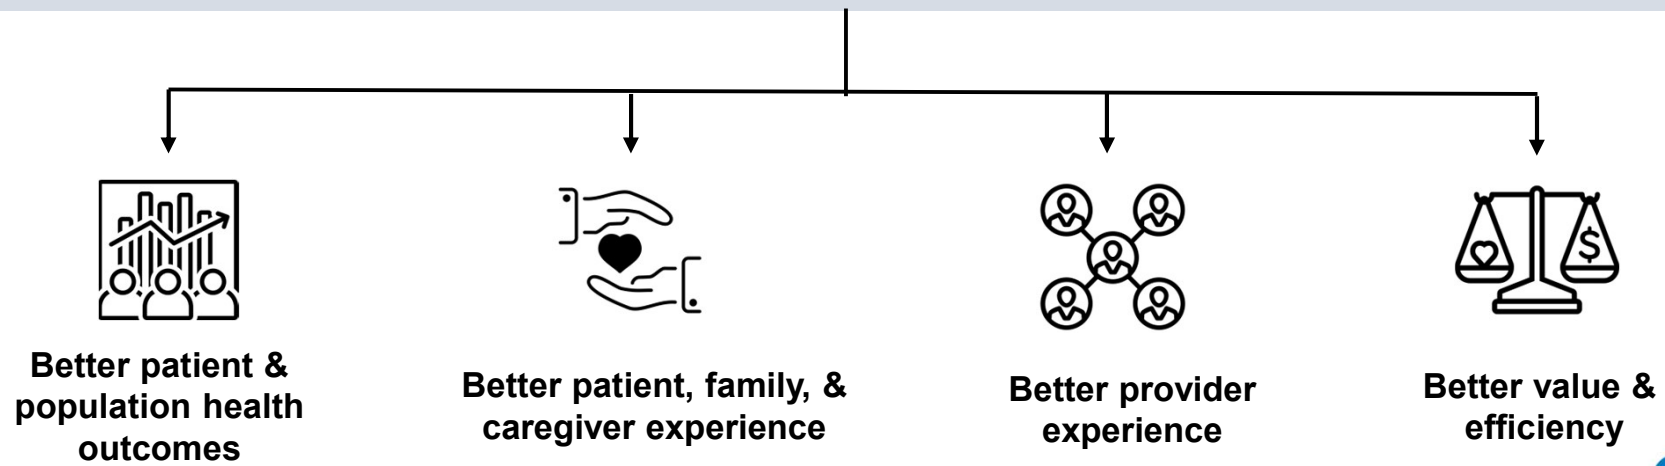 $
Better patient &
population health
outcomes
Better patient, family, &
caregiver experience
Better provider
experience
Better value &
efficiency